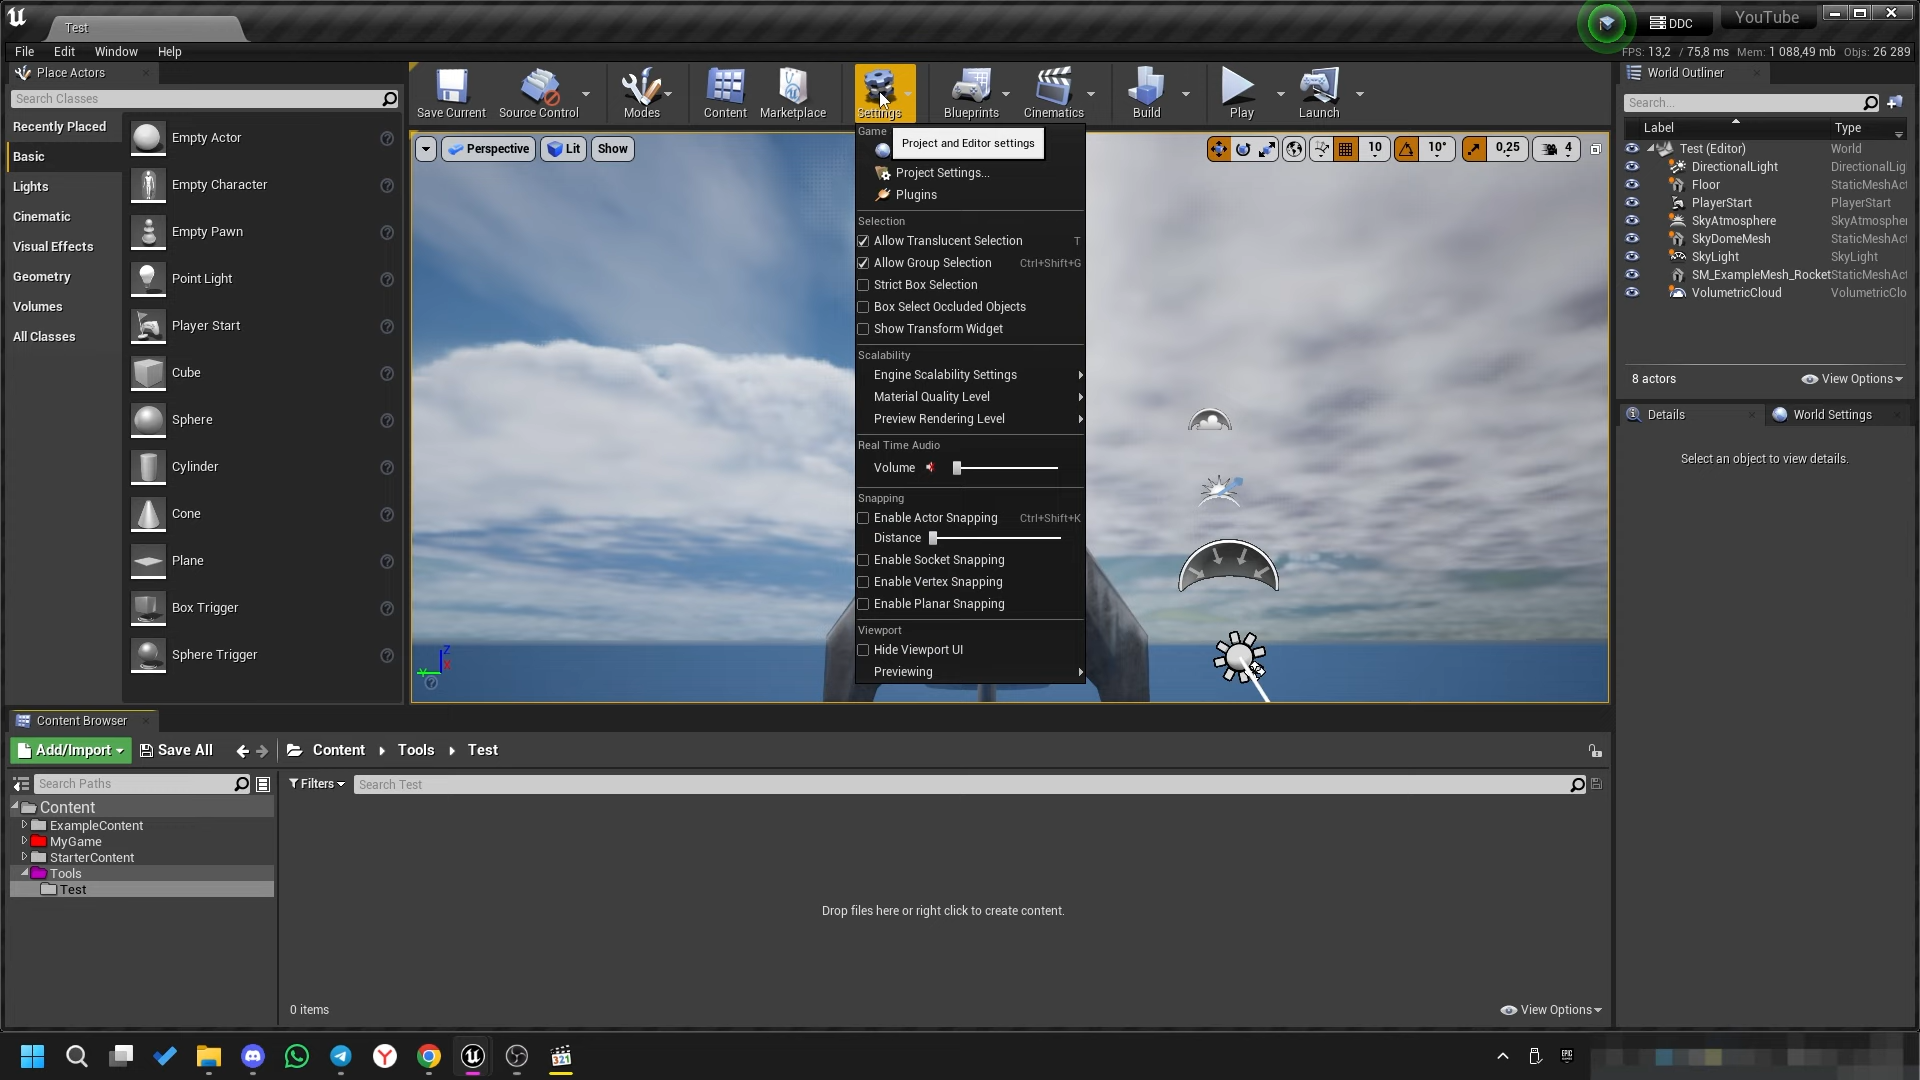 Test
DDC
YouTube
File Edit Window Help
FPS: 13,2 / 75,8 ms Mem: 1 088,49 mb Objs: 26 289
Place Actors
Search Classes
Recently Placed
Basic
Lights
Cinematic
Visual Effects
Geometry
Volumes
All Classes
Empty Actor
Empty Character
Empty Pawn
Point Light
Player Start
Cube
Sphere
Cylinder
Cone
Plane
Box Trigger
Sphere Trigger
Save Current
Source Control
Modes
Content
Marketplace
Settings
Blueprints
Cinematics
Build
Play
Launch
Perspective
Lit
Show
10
10°
0,25
4
Game
Project and Editor settings
Project Settings...
Plugins
Selection
Allow Translucent Selection T
Allow Group Selection Ctrl+Shift+G
Strict Box Selection
Box Select Occluded Objects
Show Transform Widget
Scalability
Engine Scalability Settings
Material Quality Level
Preview Rendering Level
Real Time Audio
Volume
Snapping
Enable Actor Snapping Ctrl+Shift+K
Distance
Enable Socket Snapping
Enable Vertex Snapping
Enable Planar Snapping
Viewport
Hide Viewport UI
Previewing
Z
X
Y
World Outliner
Search...
Label Type
Test (Editor) World
DirectionalLight DirectionalLig
Floor StaticMeshAct
PlayerStart PlayerStart
SkyAtmosphere SkyAtmospher
SkyDomeMesh StaticMeshAct
SkyLight SkyLight
SM_ExampleMesh_Rocket StaticMeshAct
VolumetricCloud VolumetricClo
8 actors View Options
Details
World Settings
Select an object to view details.
Content Browser
Add/Import Save All Content Tools Test
Search Paths
Filters Search Test
Content
ExampleContent
MyGame
StarterContent
Tools
Test
Drop files here or right click to create content.
0 items View Options
321
EPIC